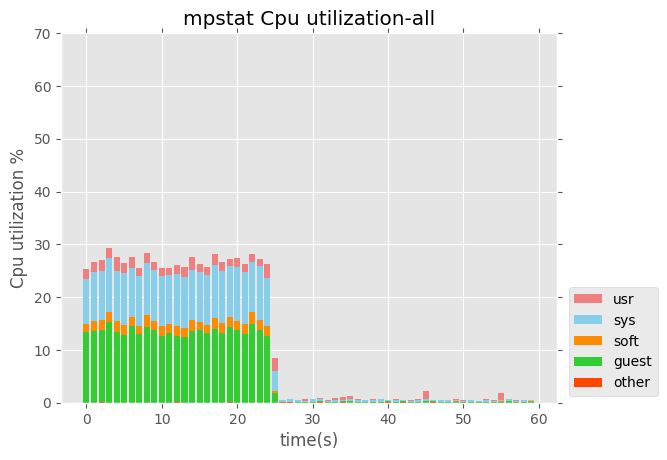 mpstat Cpu utilization-all
70
60
50
40
30
20
10
0
Cpu utilization %
0 10 20 30 40 50 60
time(s)
usr
sys
soft
guest
other